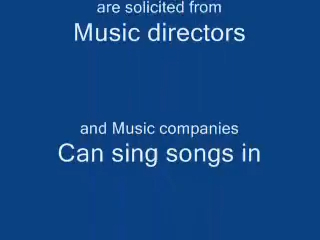 are solicited from
Music directors
and Music companies
Can sing songs in